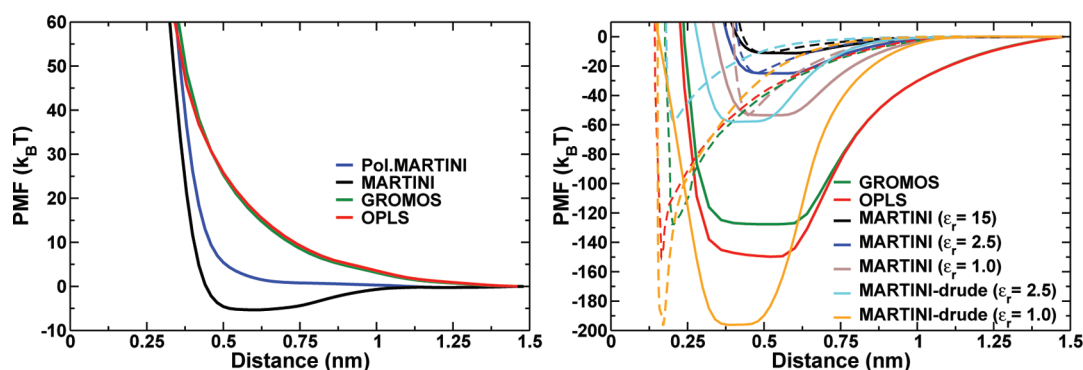 60
50
40
30
20
10
0
-10
PMF (kBT)
0
0.25
0.5
0.75
1
1.25
1.5
Distance (nm)
Pol.MARTINI
MARTINI
GROMOS
OPLS
0
-20
-40
-60
-80
-100
-120
-140
-160
-180
-200
PMF (kBT)
0
0.25
0.5
0.75
1
1.25
1.5
Distance (nm)
GROMOS
OPLS
MARTINI (εr= 15)
MARTINI (εr= 2.5)
MARTINI (εr= 1.0)
MARTINI-drude (εr= 2.5)
MARTINI-drude (εr= 1.0)